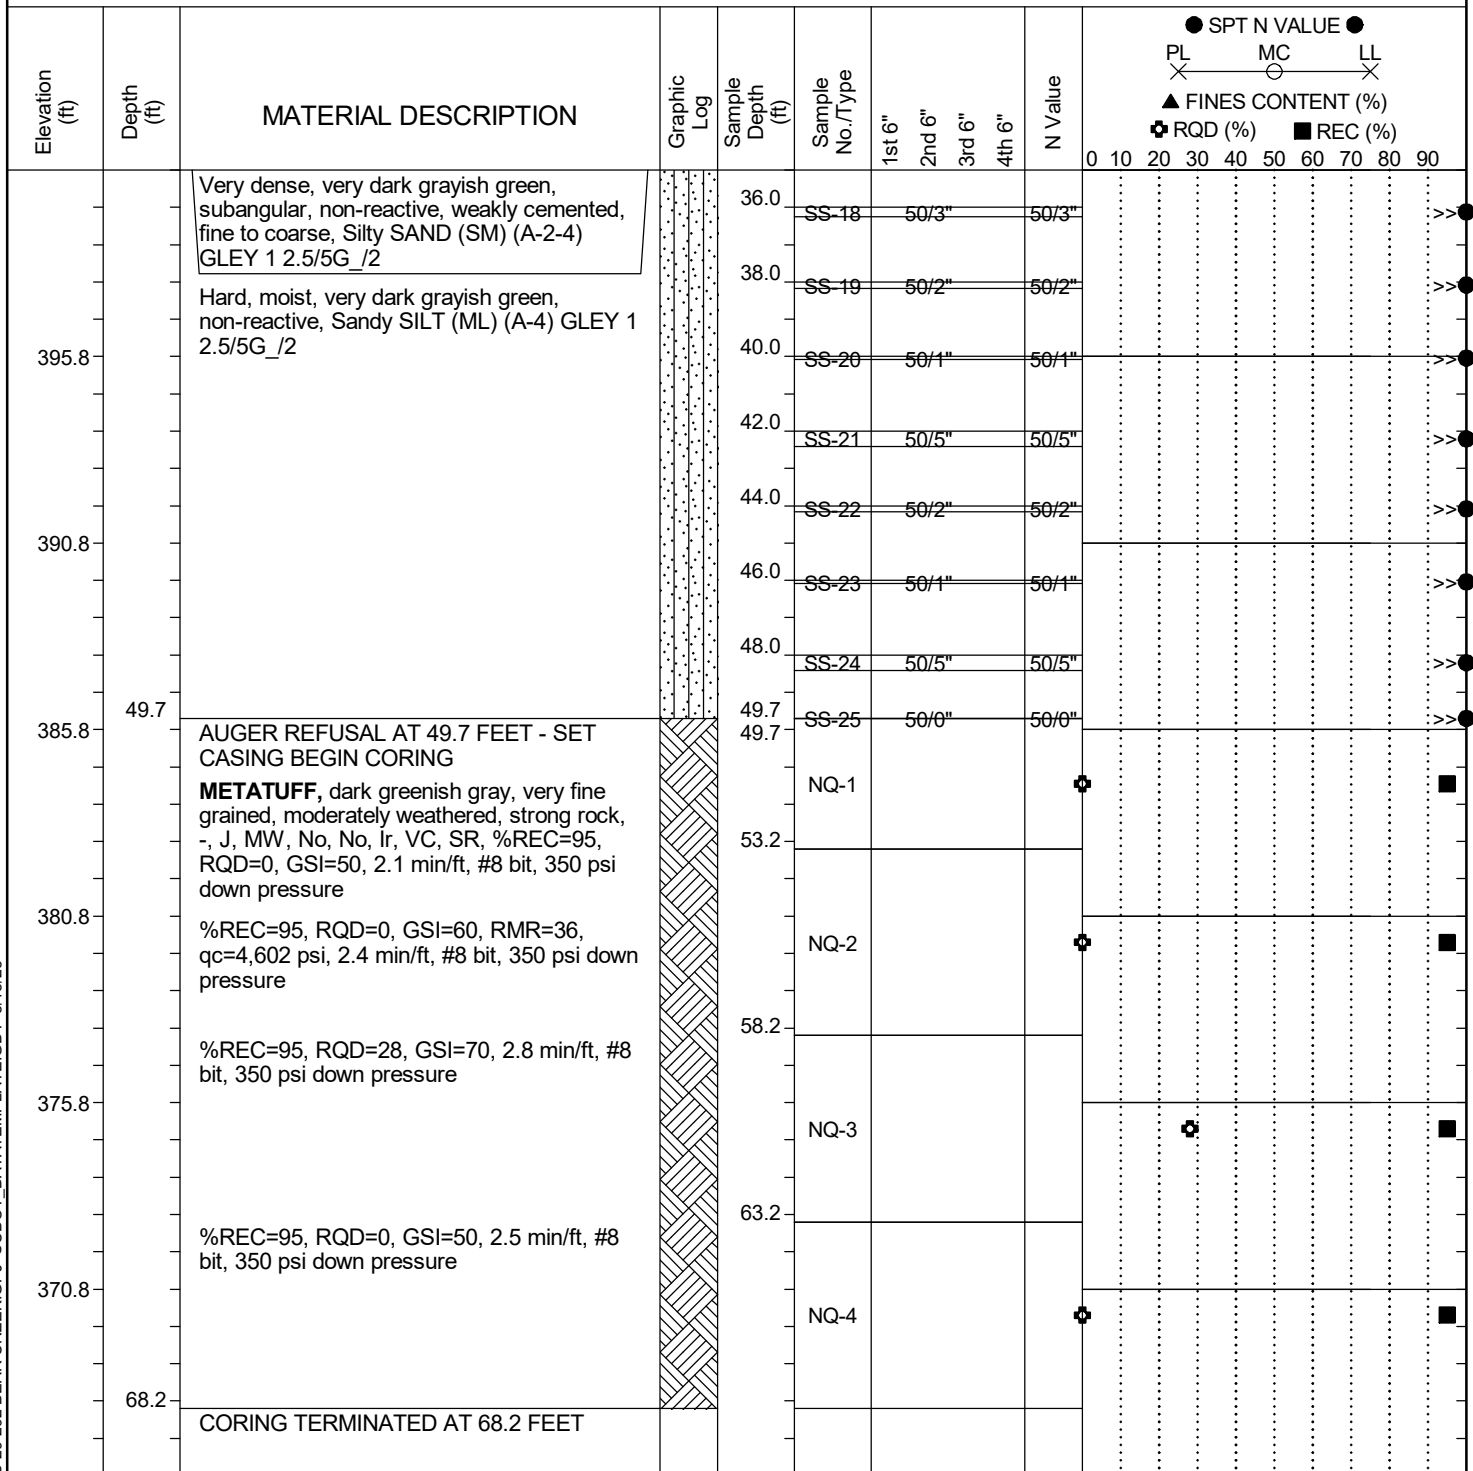 Elevation (ft)
Depth (ft)
MATERIAL DESCRIPTION
Graphic Log
Sample Depth (ft)
Sample No./Type
1st 6"
2nd 6"
3rd 6"
4th 6"
N Value
● SPT N VALUE ●
PL MC LL
▲ FINES CONTENT (%)
RQD (%) ■ REC (%)
0 10 20 30 40 50 60 70 80 90
Very dense, very dark grayish green,
subangular, non-reactive, weakly cemented,
fine to coarse, Silty SAND (SM) (A-2-4)
GLEY 1 2.5/5G_/2
36.0 SS-18 50/3" 50/3" >>
38.0 SS-19 50/2" 50/2" >>
Hard, moist, very dark grayish green,
non-reactive, Sandy SILT (ML) (A-4) GLEY 1
2.5/5G_/2
395.8 40.0 SS-20 50/1" 50/1" >>
42.0 SS-21 50/5" 50/5" >>
44.0 SS-22 50/2" 50/2" >>
390.8
46.0 SS-23 50/1" 50/1" >>
48.0 SS-24 50/5" 50/5" >>
49.7 49.7 SS-25 50/0" 50/0" >>
385.8 49.7
AUGER REFUSAL AT 49.7 FEET - SET
CASING BEGIN CORING
METATUFF, dark greenish gray, very fine
grained, moderately weathered, strong rock,
-, J, MW, No, No, Ir, VC, SR, %REC=95,
RQD=0, GSI=50, 2.1 min/ft, #8 bit, 350 psi
down pressure
NQ-1
53.2
380.8
%REC=95, RQD=0, GSI=60, RMR=36,
qc=4,602 psi, 2.4 min/ft, #8 bit, 350 psi down
pressure
NQ-2
58.2
%REC=95, RQD=28, GSI=70, 2.8 min/ft, #8
bit, 350 psi down pressure
375.8
NQ-3
63.2
%REC=95, RQD=0, GSI=50, 2.5 min/ft, #8
bit, 350 psi down pressure
370.8
NQ-4
68.2
CORING TERMINATED AT 68.2 FEET